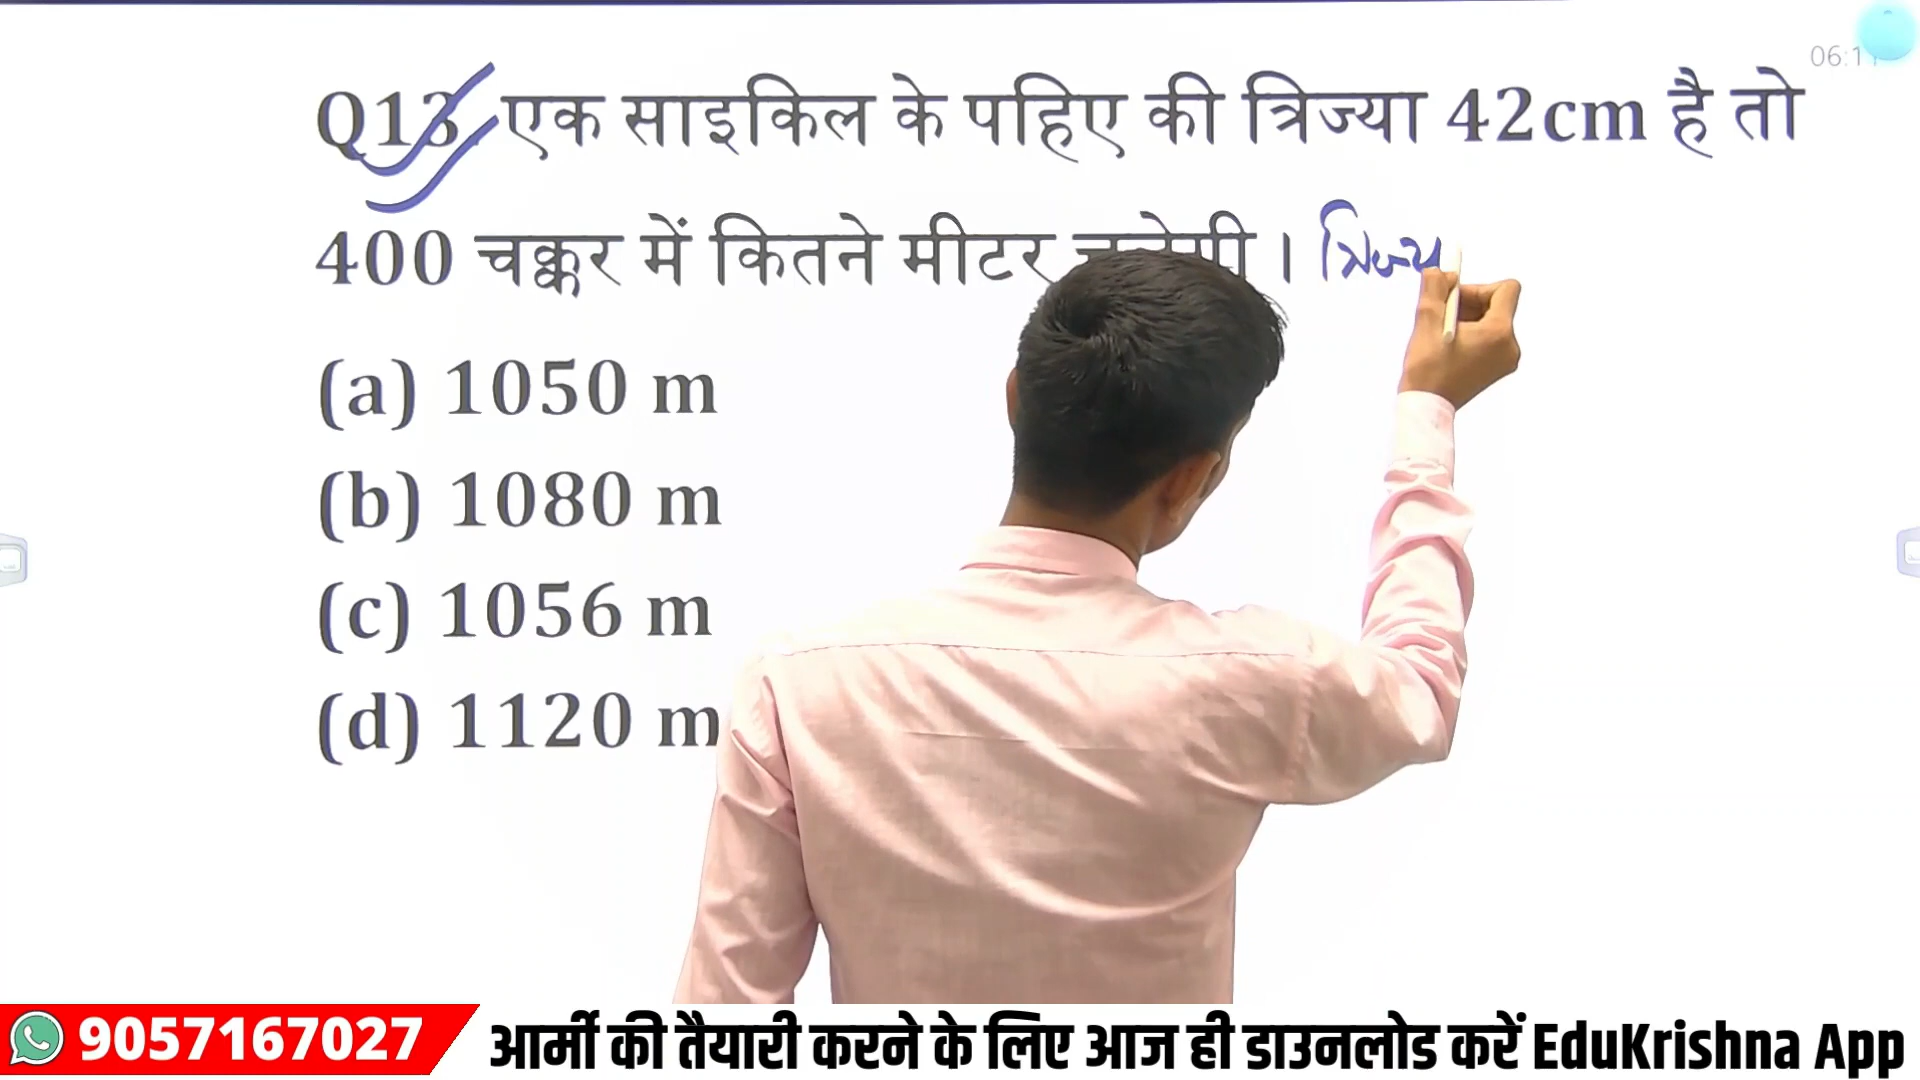 06:1
Q13. एक साइकिल के पहिए की त्रिज्या 42cm है तो
400 चक्कर में कितने मीटर चलेगी । त्रिज्य
(a) 1050 m
(b) 1080 m
(c) 1056 m
(d) 1120 m
9057167027 आर्मी की तैयारी करने के लिए आज ही डाउनलोड करें EduKrishna App